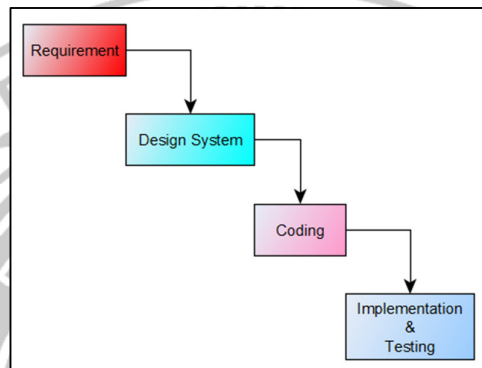 Requirement
Design System
Coding
Implementation
&
Testing